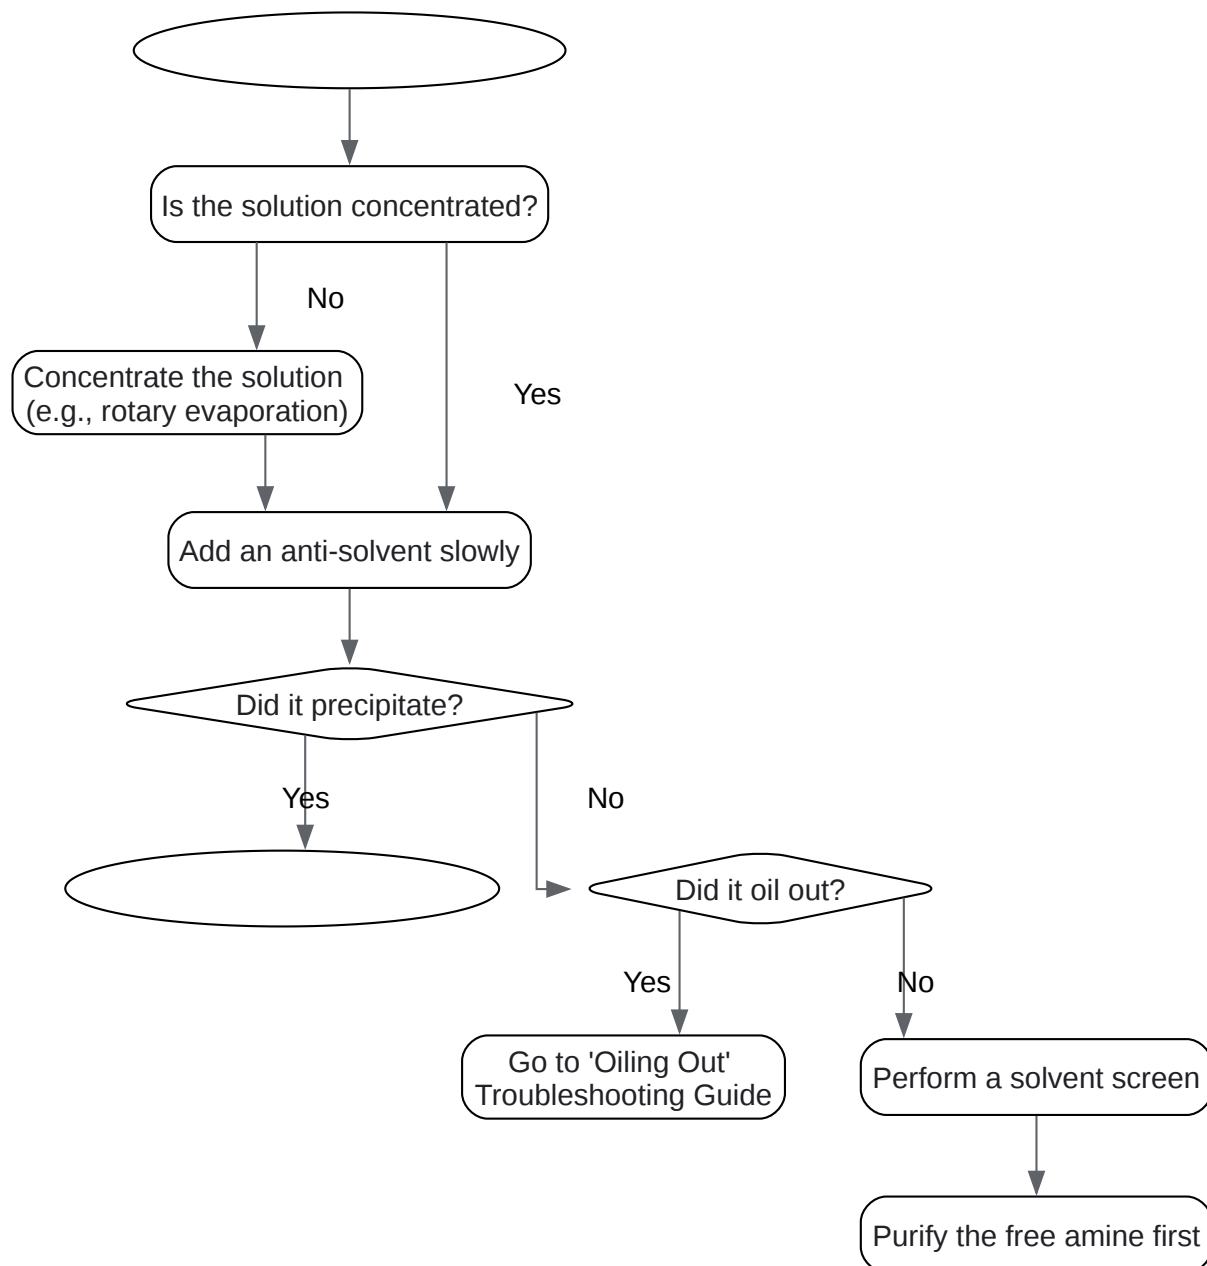 Is the solution concentrated?
No
Concentrate the solution
(e.g., rotary evaporation)
Yes
Add an anti-solvent slowly
Did it precipitate?
Yes
No
Did it oil out?
Yes
No
Go to 'Oiling Out'
Troubleshooting Guide
Perform a solvent screen
Purify the free amine first